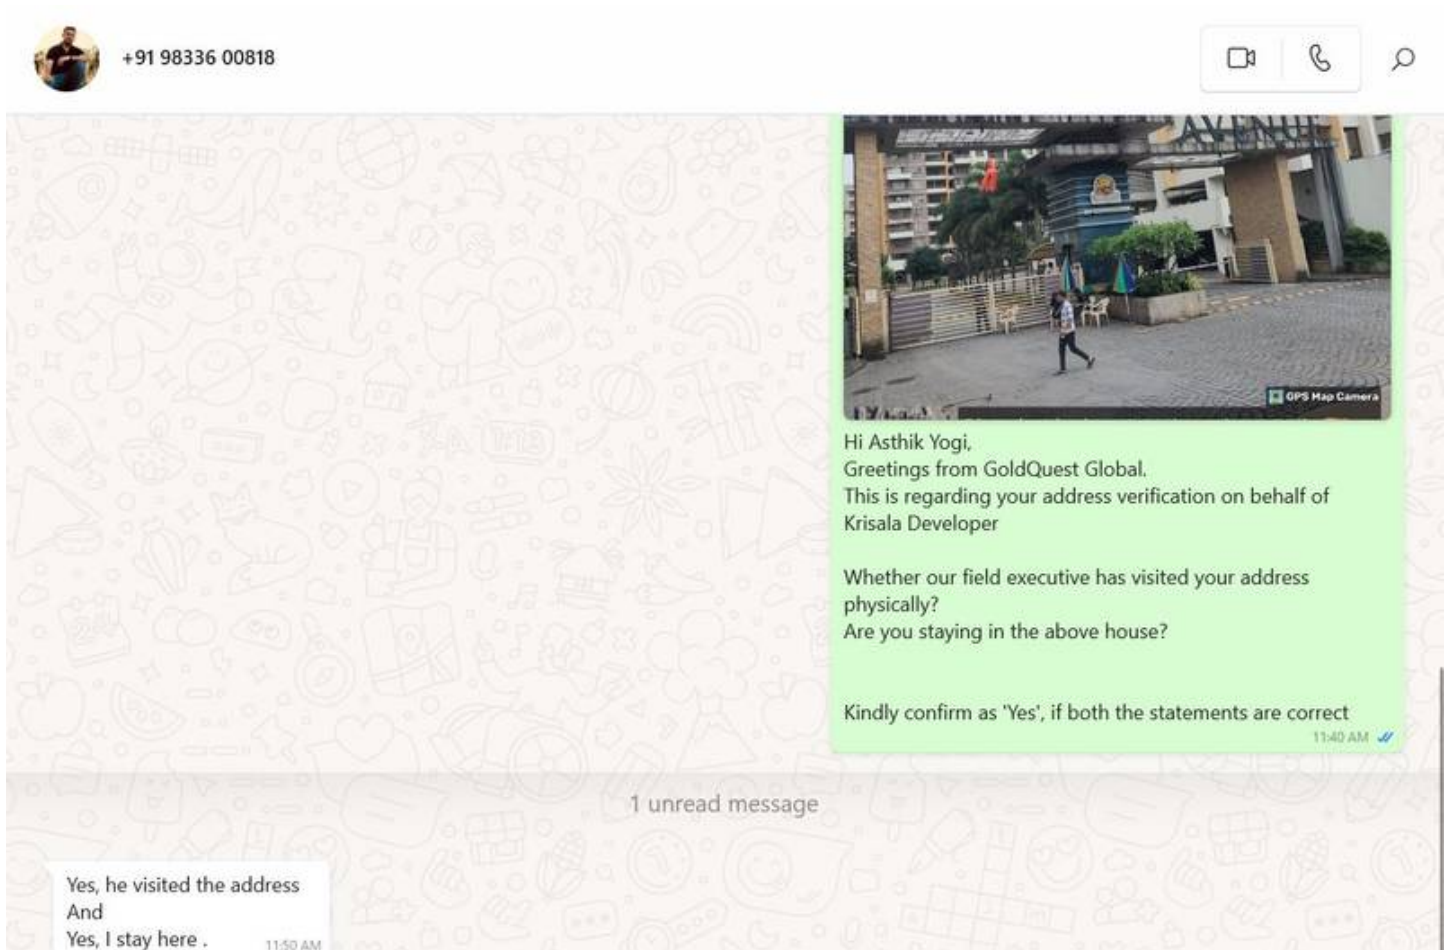 +91 98336 00818
AVENUE
GPS Map Camera
Hi Asthik Yogi,
Greetings from GoldQuest Global.
This is regarding your address verification on behalf of
Krisala Developer
Whether our field executive has visited your address
physically?
Are you staying in the above house?
Kindly confirm as 'Yes', if both the statements are correct
11:40 AM
1 unread message
Yes, he visited the address
And
Yes, I stay here .
11:50 AM